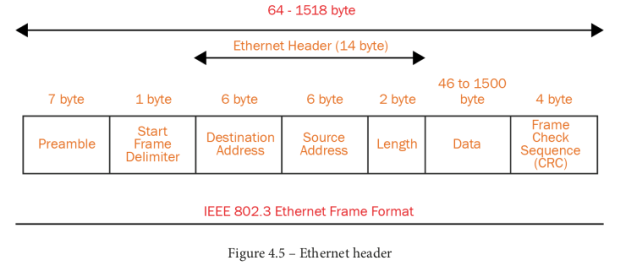 64 - 1518 byte
Ethernet Header (14 byte)
7 byte
1 byte
6 byte
6 byte
2 byte
46 to 1500
byte
4 byte
Preamble
Start
Frame
Delimiter
Destination
Address
Source
Address
Length
Data
Frame
Check
Sequence
(CRC)
IEEE 802.3 Ethernet Frame Format
Figure 4.5 – Ethernet header